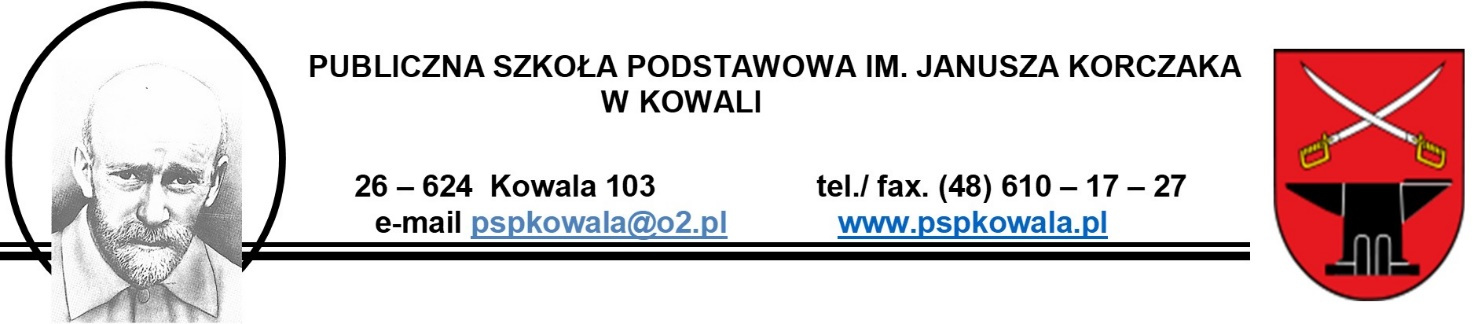 PUBLICZNA SZKOŁA PODSTAWOWA IM. JANUSZA KORCZAKA
W KOWALI
26 – 624  Kowala 103 tel./ fax. (48) 610 – 17 – 27
e-mail pspkowala@o2.pl www.pspkowala.pl